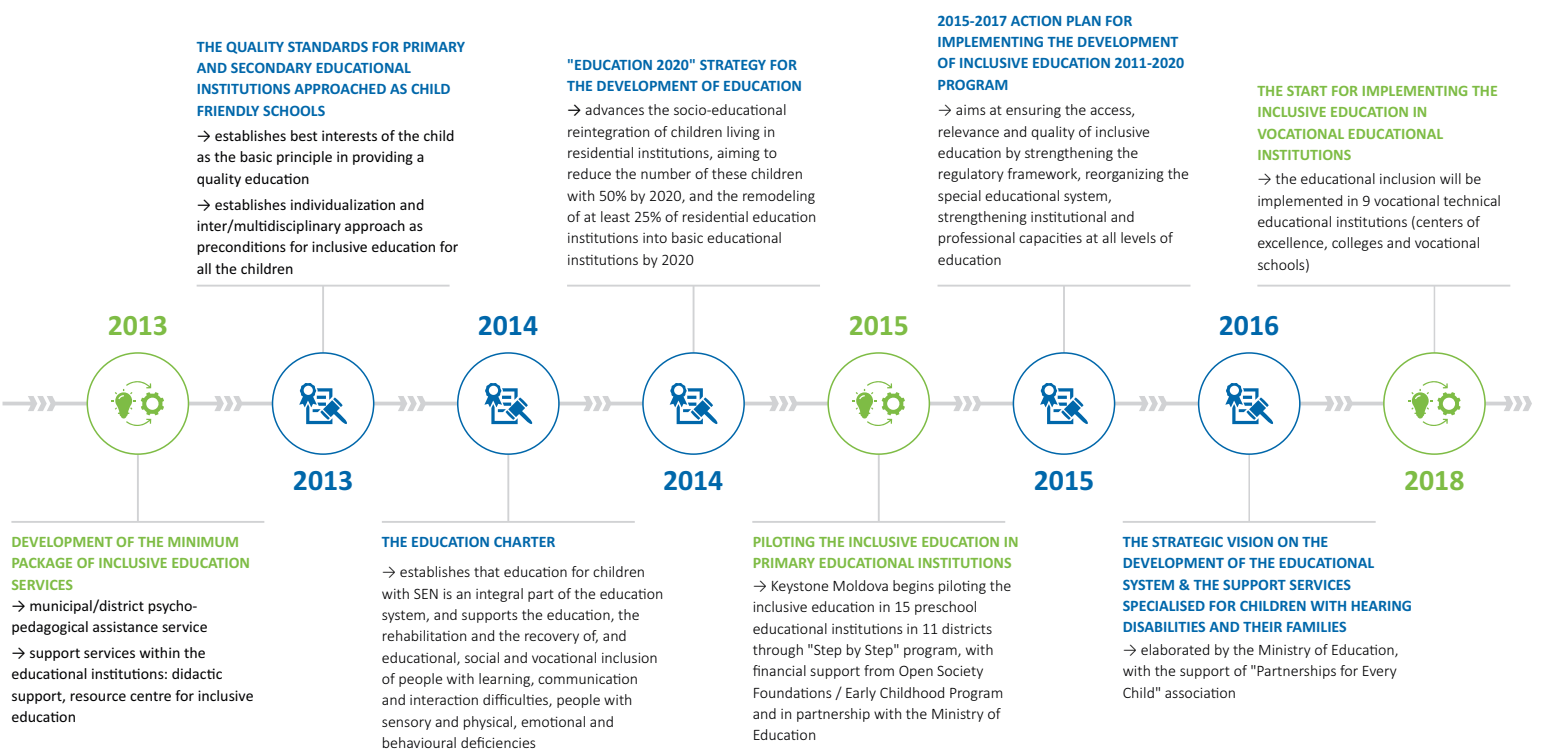 THE QUALITY STANDARDS FOR PRIMARY
AND SECONDARY EDUCATIONAL
INSTITUTIONS APPROACHED AS CHILD
FRIENDLY SCHOOLS
→ establishes best interests of the child
as the basic principle in providing a
quality education
→ establishes individualization and
inter/multidisciplinary approach as
preconditions for inclusive education for
all the children
"EDUCATION 2020" STRATEGY FOR
THE DEVELOPMENT OF EDUCATION
→ advances the socio-educational
reintegration of children living in
residential institutions, aiming to
reduce the number of these children
with 50% by 2020, and the remodeling
of at least 25% of residential education
institutions into basic educational
institutions by 2020
2015-2017 ACTION PLAN FOR
IMPLEMENTING THE DEVELOPMENT
OF INCLUSIVE EDUCATION 2011-2020
PROGRAM
→ aims at ensuring the access,
relevance and quality of inclusive
education by strengthening the
regulatory framework, reorganizing the
special educational system,
strengthening institutional and
professional capacities at all levels of
education
THE START FOR IMPLEMENTING THE
INCLUSIVE EDUCATION IN
VOCATIONAL EDUCATIONAL
INSTITUTIONS
→ the educational inclusion will be
implemented in 9 vocational technical
educational institutions (centers of
excellence, colleges and vocational
schools)
2013
2014
2015
2016
2013
2014
2015
2018
DEVELOPMENT OF THE MINIMUM
PACKAGE OF INCLUSIVE EDUCATION
SERVICES
→ municipal/district psycho-
pedagogical assistance service
→ support services within the
educational institutions: didactic
support, resource centre for inclusive
education
THE EDUCATION CHARTER
→ establishes that education for children
with SEN is an integral part of the education
system, and supports the education, the
rehabilitation and the recovery of, and
educational, social and vocational inclusion
of people with learning, communication
and interaction difficulties, people with
sensory and physical, emotional and
behavioural deficiencies
PILOTING THE INCLUSIVE EDUCATION IN
PRIMARY EDUCATIONAL INSTITUTIONS
→ Keystone Moldova begins piloting the
inclusive education in 15 preschool
educational institutions in 11 districts
through "Step by Step" program, with
financial support from Open Society
Foundations / Early Childhood Program
and in partnership with the Ministry of
Education
THE STRATEGIC VISION ON THE
DEVELOPMENT OF THE EDUCATIONAL
SYSTEM & THE SUPPORT SERVICES
SPECIALISED FOR CHILDREN WITH HEARING
DISABILITIES AND THEIR FAMILIES
→ elaborated by the Ministry of Education,
with the support of "Partnerships for Every
Child" association